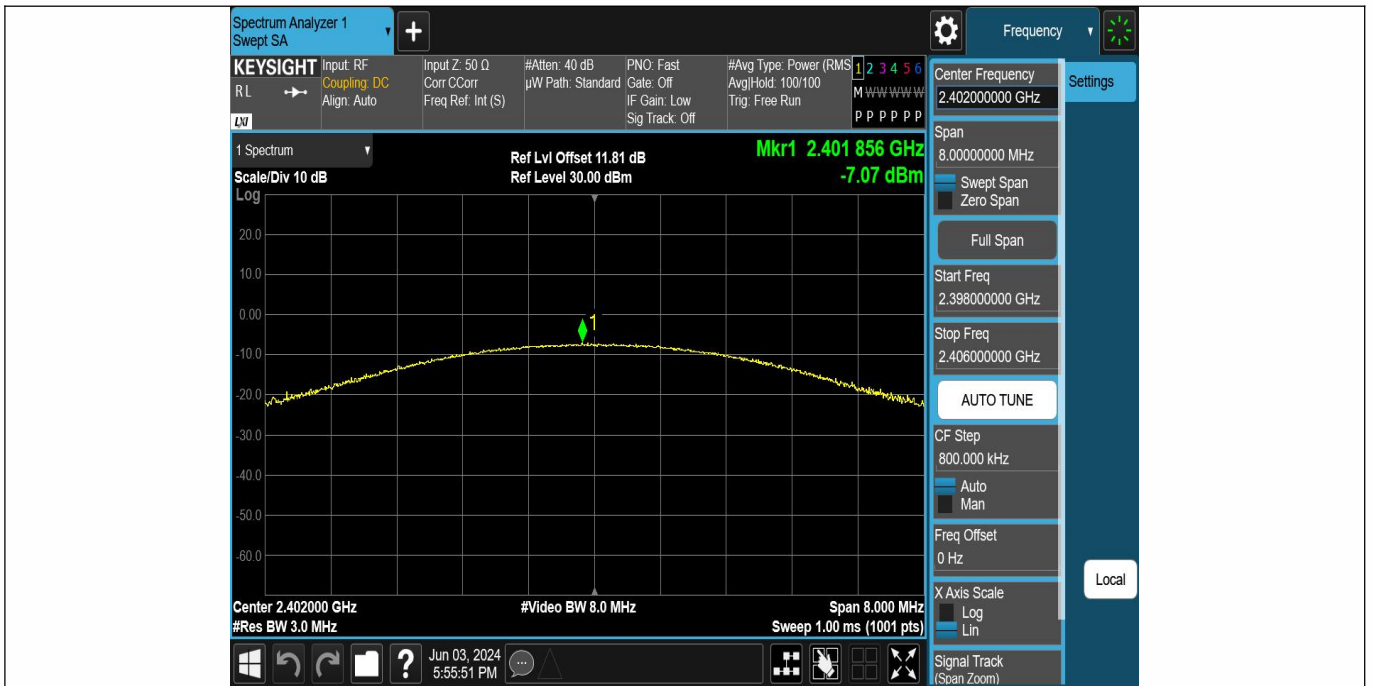 Spectrum Analyzer 1
Swept SA
+
Frequency
KEYSIGHT
RL
LXI
Input: RF
Coupling: DC
Align: Auto
Input Z: 50 Ω
Corr CCorr
Freq Ref: Int (S)
#Atten: 40 dB
µW Path: Standard
PNO: Fast
Gate: Off
IF Gain: Low
Sig Track: Off
#Avg Type: Power (RMS
Avg|Hold: 100/100
Trig: Free Run
1 2 3 4 5 6
M W W W W W
P P P P P P
1 Spectrum
Scale/Div 10 dB
Log
Ref Lvl Offset 11.81 dB
Ref Level 30.00 dBm
Mkr1 2.401 856 GHz
-7.07 dBm
20.0
10.0
0.00
-10.0
-20.0
-30.0
-40.0
-50.0
-60.0
1
Center 2.402000 GHz
#Res BW 3.0 MHz
#Video BW 8.0 MHz
Span 8.000 MHz
Sweep 1.00 ms (1001 pts)
Center Frequency
2.402000000 GHz
Span
8.00000000 MHz
Swept Span
Zero Span
Full Span
Start Freq
2.398000000 GHz
Stop Freq
2.406000000 GHz
AUTO TUNE
CF Step
800.000 kHz
Auto
Man
Freq Offset
0 Hz
X Axis Scale
Log
Lin
Signal Track
(Span Zoom)
Settings
Local
?
Jun 03, 2024
5:55:51 PM